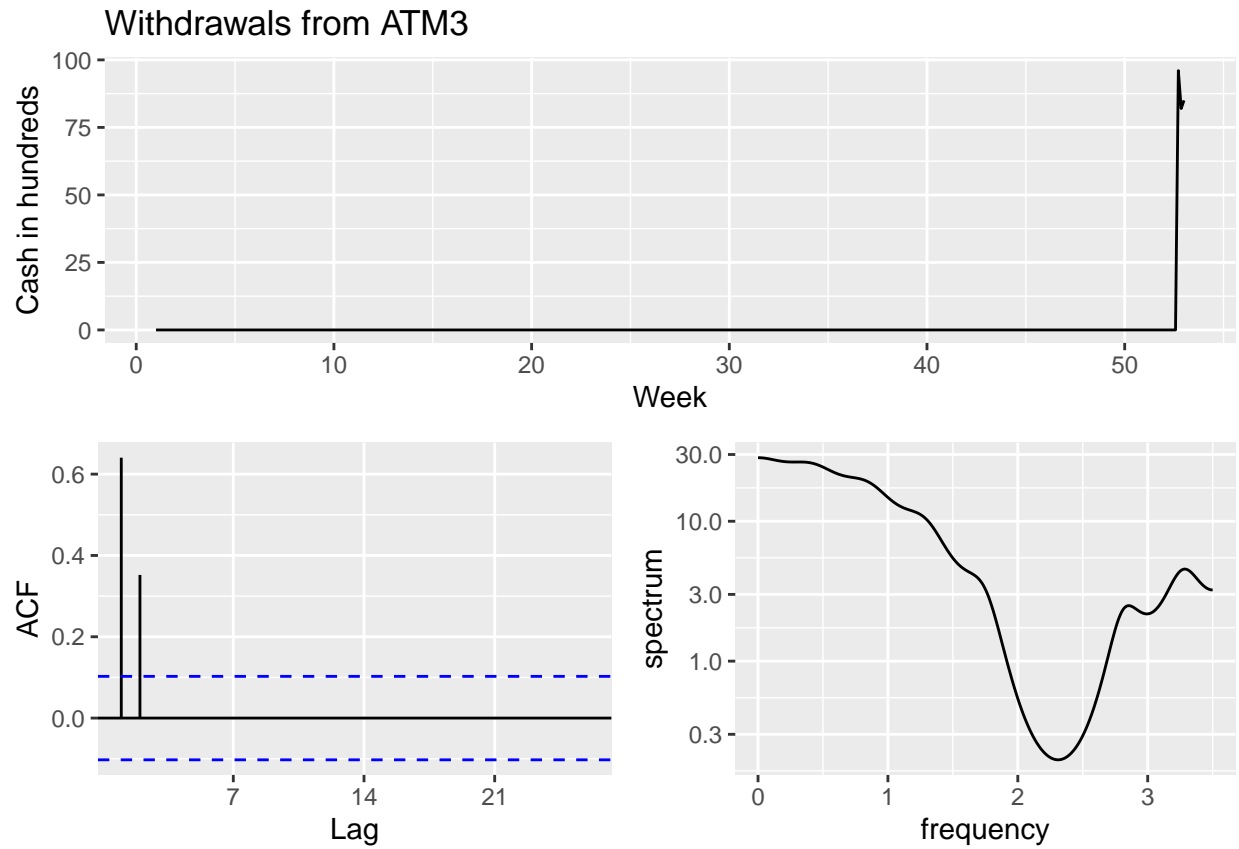 Withdrawals from ATM3
Cash in hundreds
100
75
50
25
0
0 10 20 30 40 50
Week
ACF
0.6
0.4
0.2
0.0
7 14 21
Lag
spectrum
30.0
10.0
3.0
1.0
0.3
0 1 2 3
frequency